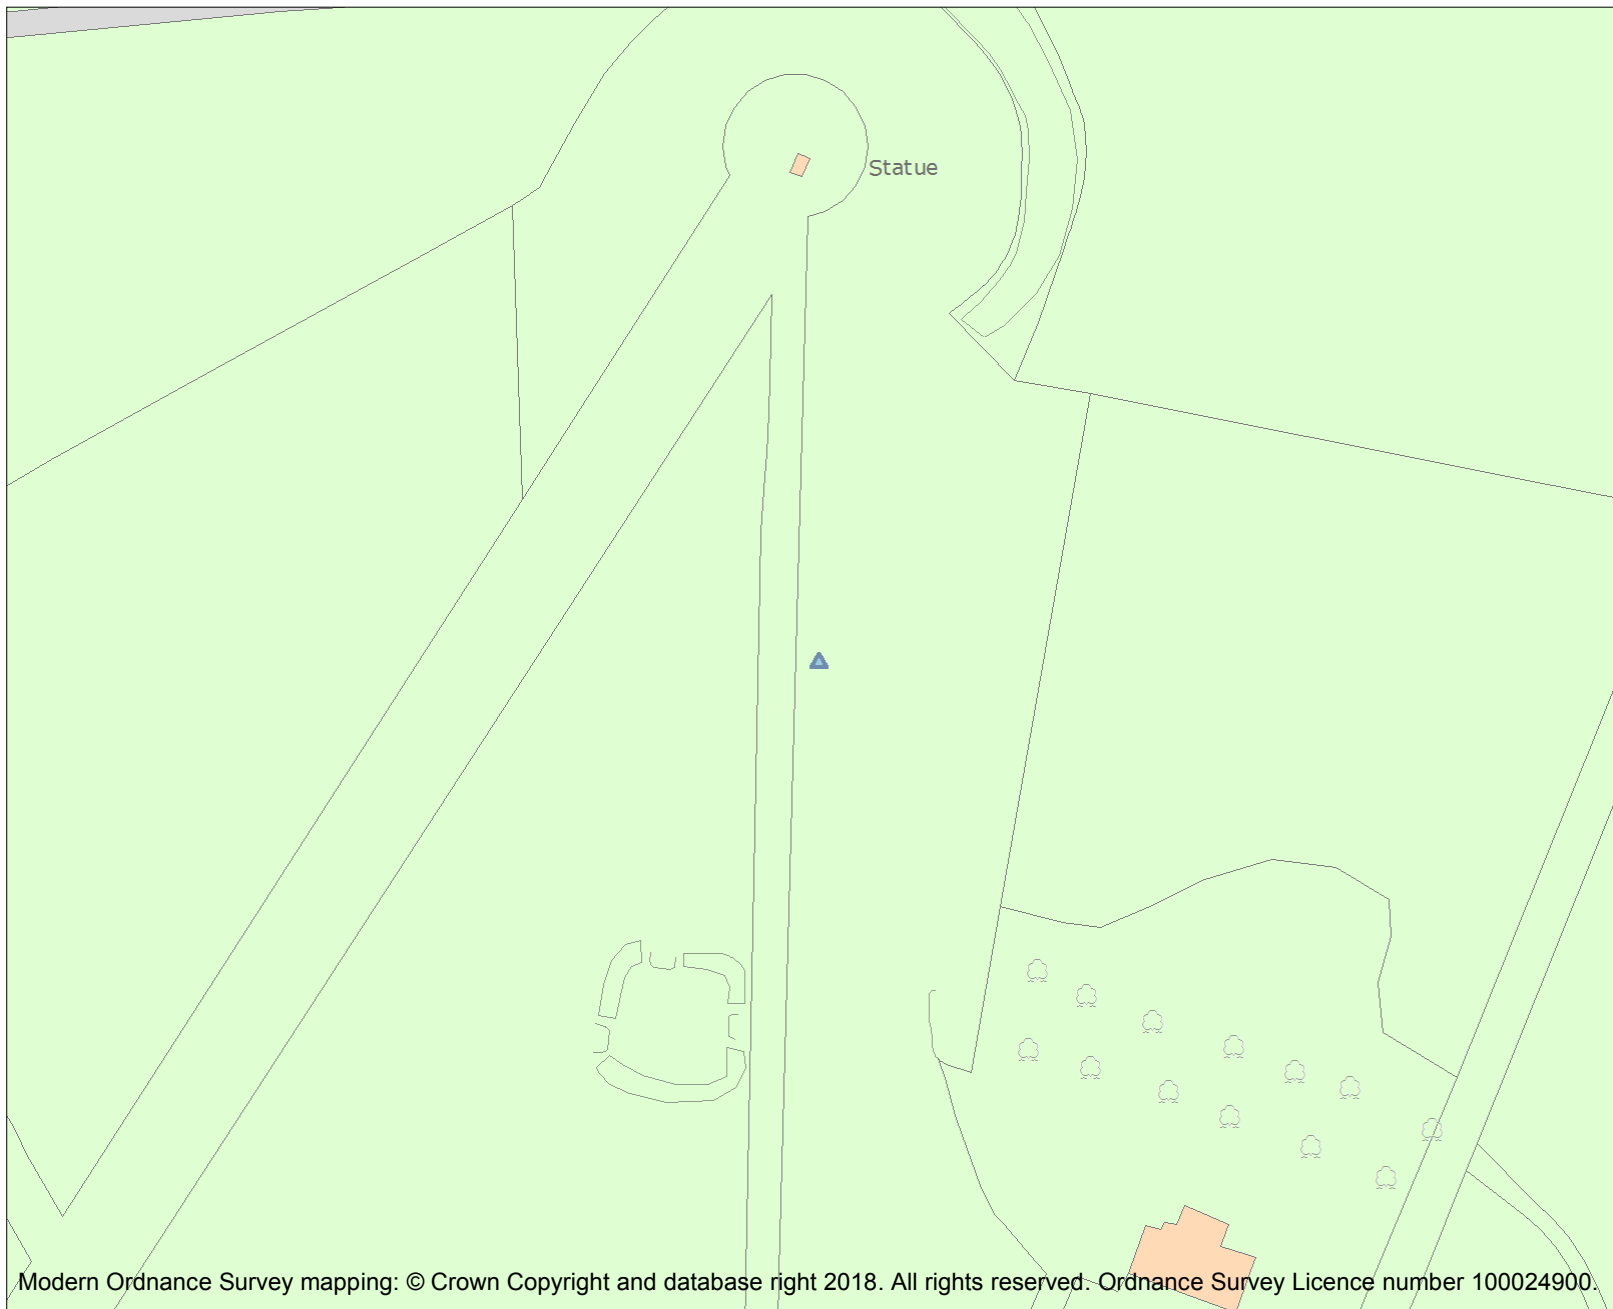 Statue
Modern Ordnance Survey mapping: © Crown Copyright and database right 2018. All rights reserved. Ordnance Survey Licence number 100024900.